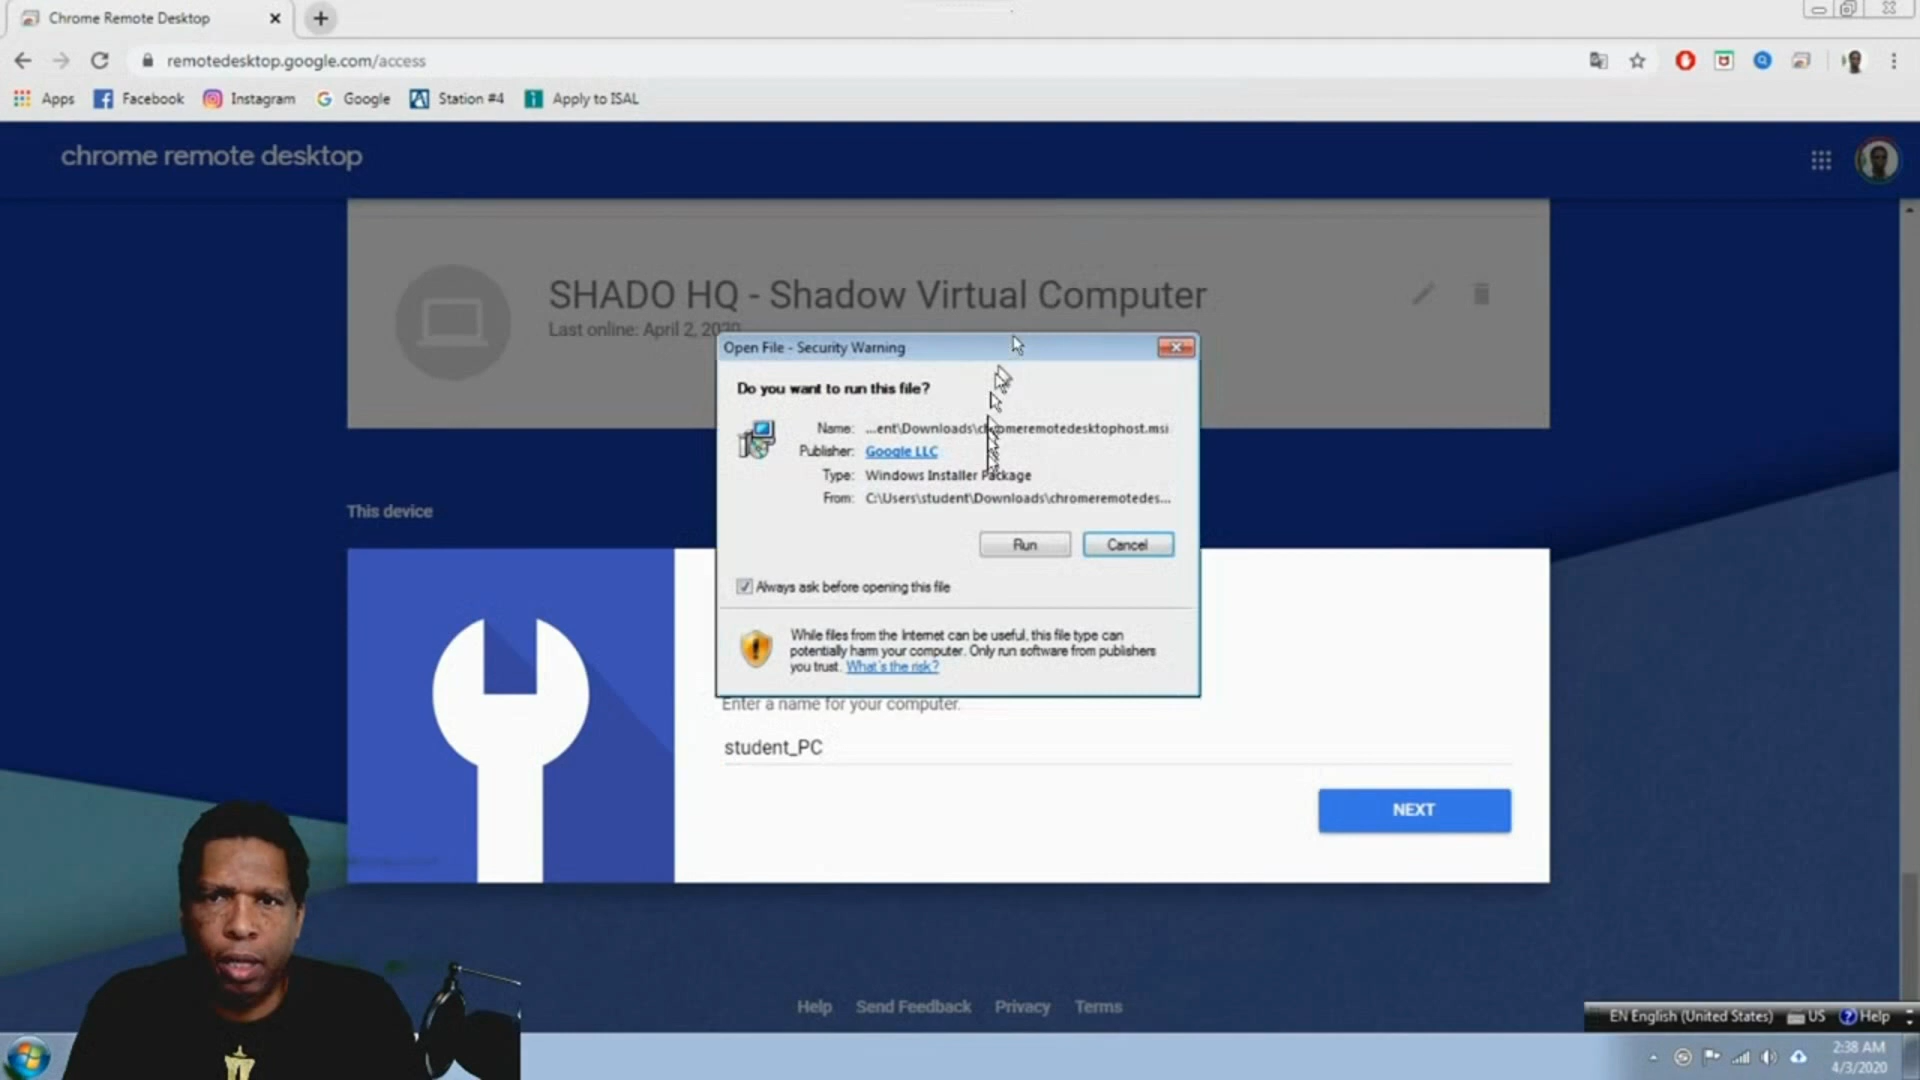 Chrome Remote Desktop
remotedesktop.google.com/access
Apps Facebook Instagram Google Station #4 Apply to ISAL
chrome remote desktop
SHADO HQ - Shadow Virtual Computer
Last online: April 2, 2020
Open File - Security Warning
Do you want to run this file?
Name: ...ent\Downloads\chromeremotedesktophost.msi
Publisher: Google LLC
Type: Windows Installer Package
From: C:\Users\student\Downloads\chromeremotedes...
Run Cancel
Always ask before opening this file
While files from the Internet can be useful, this file type can
potentially harm your computer. Only run software from publishers
you trust. What's the risk?
This device
Enter a name for your computer.
student_PC
NEXT
Help Send Feedback Privacy Terms
EN English (United States) US Help
2:38 AM
4/3/2020